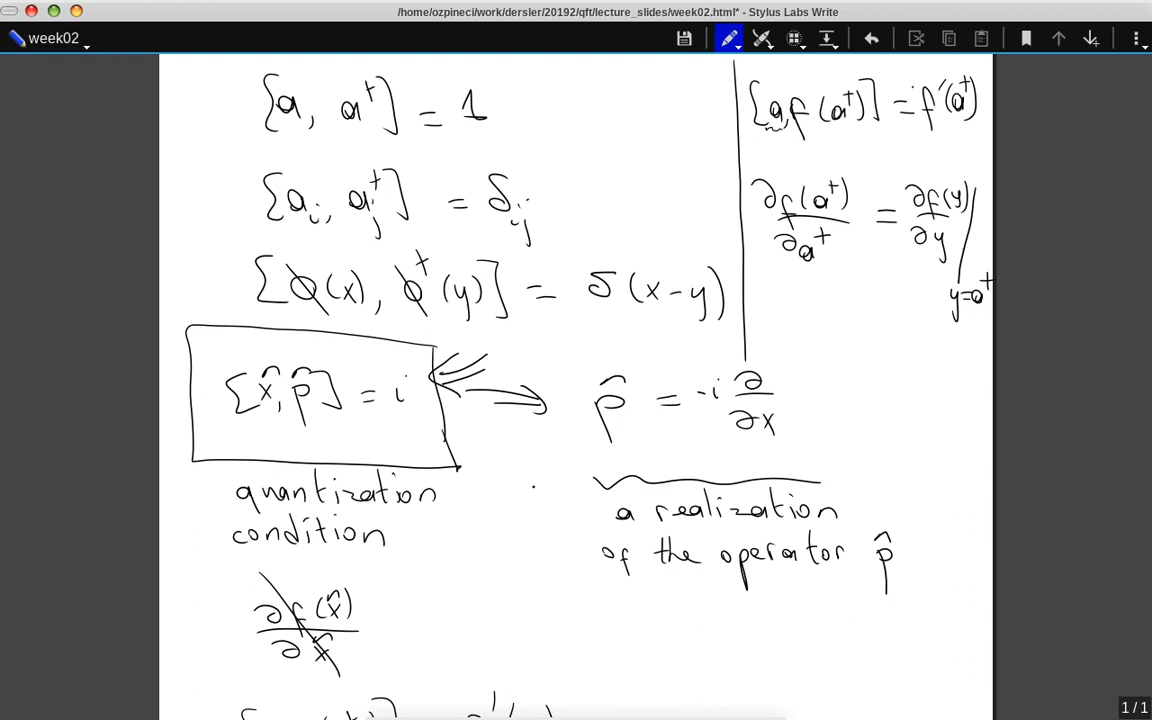 /home/ozpineci/work/dersler/20192/qft/lecture_slides/week02.html* - Stylus Labs Write
week02
[a, a†] = 1
[a, f(a†)] = f'(a†)
[aᵢ, aⱼ†] = δᵢⱼ
∂f(a†)/∂a† = ∂f(y)/∂y |y=a†
[ϕ(x), ϕ†(y)] = δ(x-y)
[x̂, p̂] = i
p̂ = -i ∂/∂x
quantization
condition
a realization
of the operator p̂
∂f(x̂)/∂x̂
1 / 1